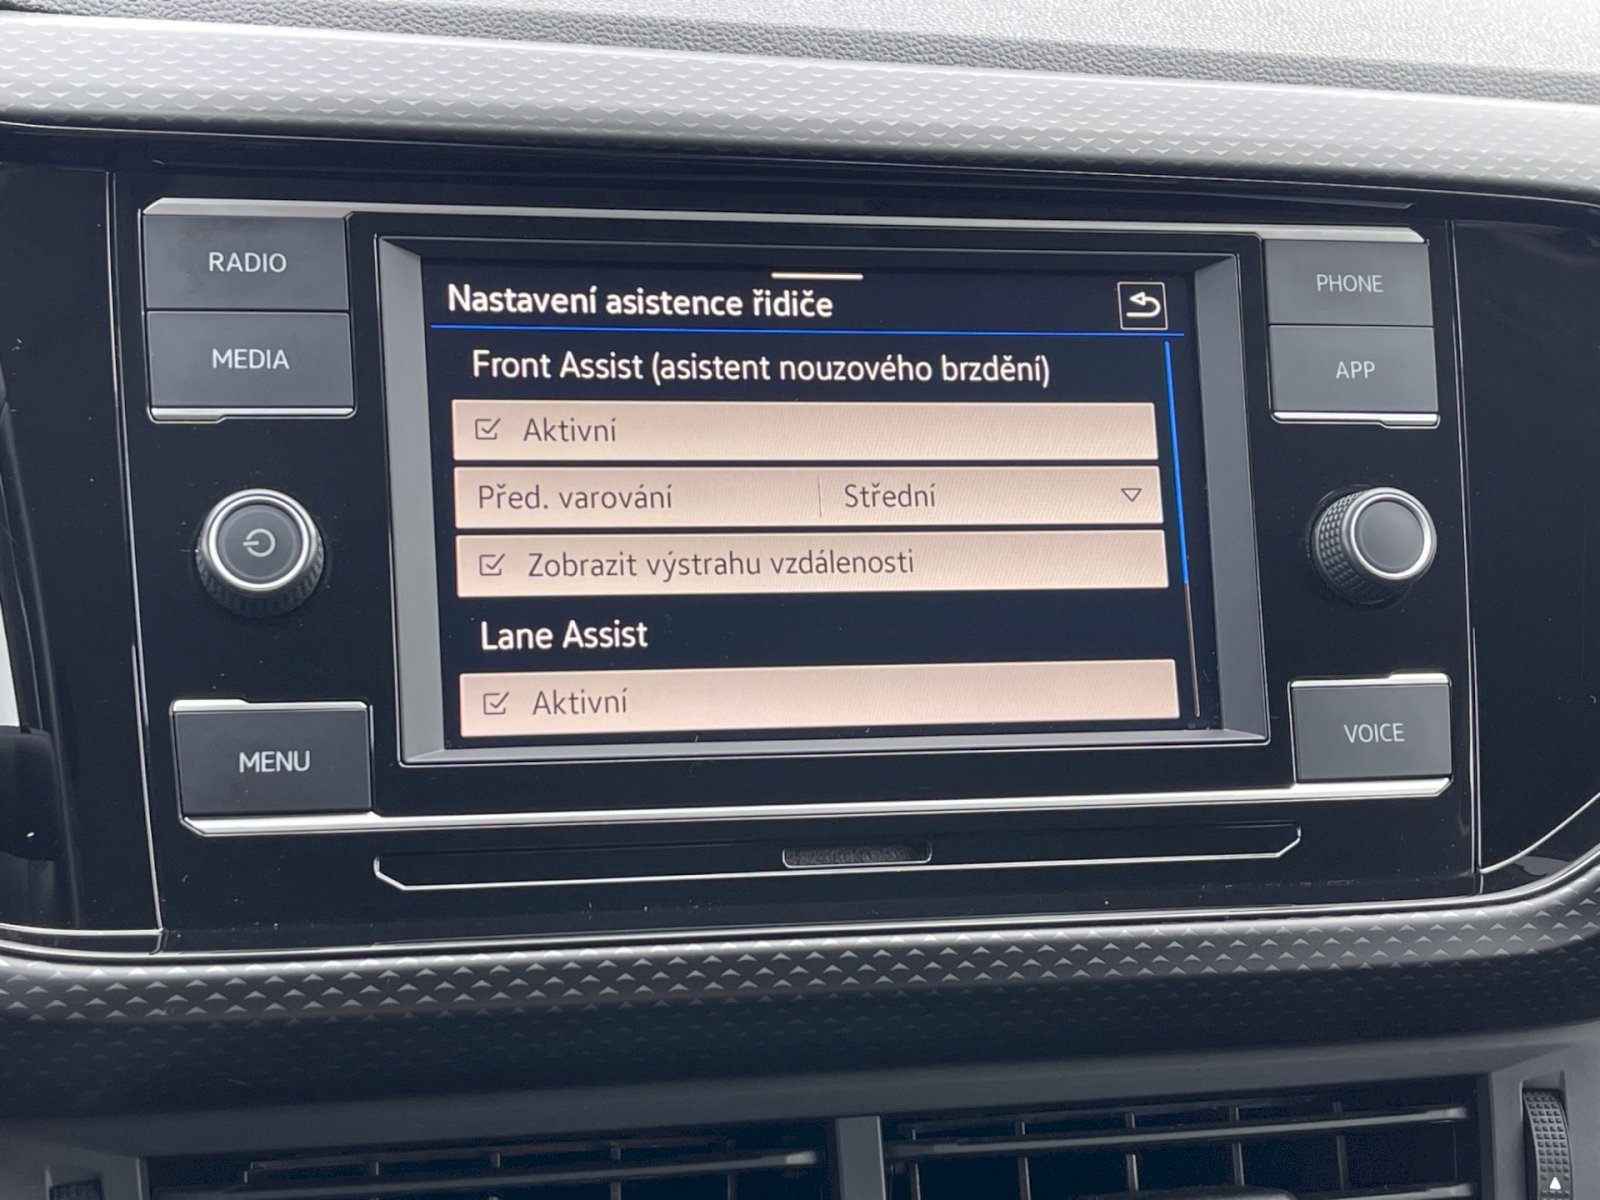 RADIO
MEDIA
MENU
Nastavení asistence řidiče
Front Assist (asistent nouzového brzdění)
Aktivní
Před. varování Střední
Zobrazit výstrahu vzdálenosti
Lane Assist
Aktivní
PHONE
APP
VOICE